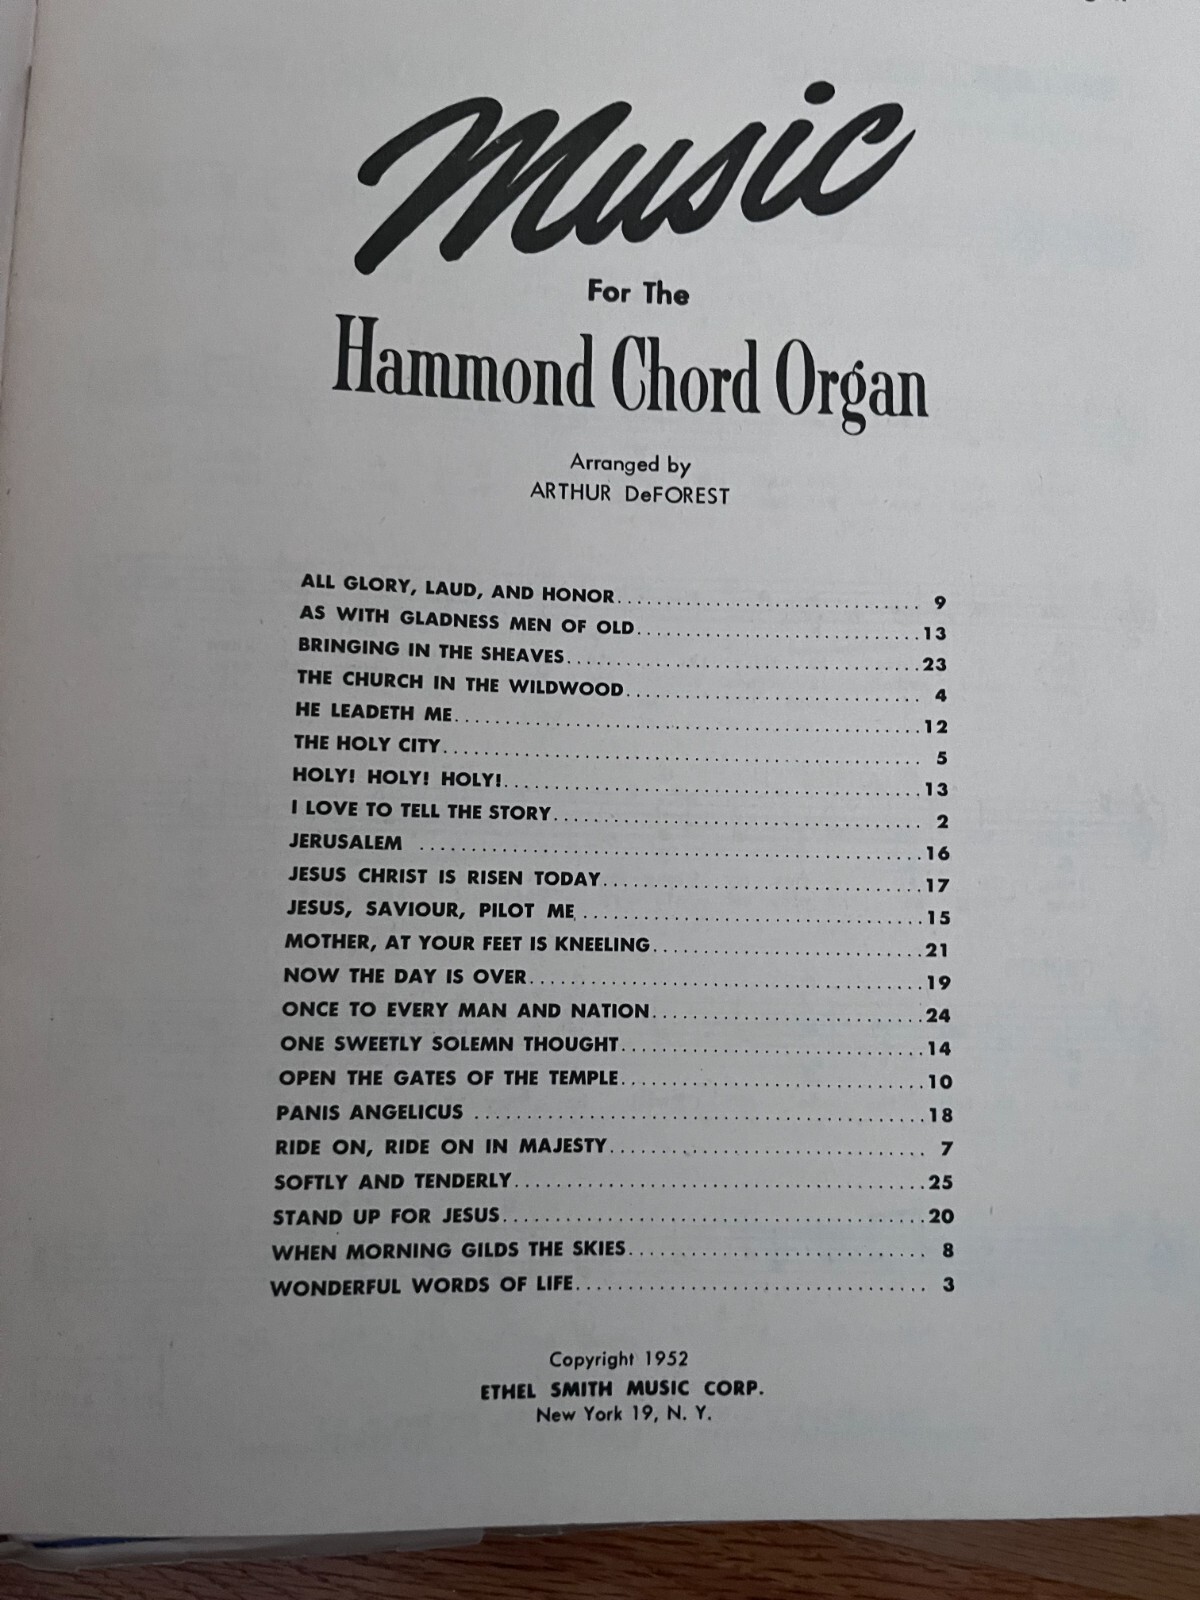 Music
For The
Hammond Chord Organ
Arranged by
ARTHUR DeFOREST
ALL GLORY, LAUD, AND HONOR.............................. 9
AS WITH GLADNESS MEN OF OLD...........................13
BRINGING IN THE SHEAVES..................................23
THE CHURCH IN THE WILDWOOD............................ 4
HE LEADETH ME.............................................12
THE HOLY CITY.............................................. 5
HOLY! HOLY! HOLY!........................................13
I LOVE TO TELL THE STORY................................... 2
JERUSALEM ................................................16
JESUS CHRIST IS RISEN TODAY...............................17
JESUS, SAVIOUR, PILOT ME..................................15
MOTHER, AT YOUR FEET IS KNEELING..........................21
NOW THE DAY IS OVER......................................19
ONCE TO EVERY MAN AND NATION..........................24
ONE SWEETLY SOLEMN THOUGHT.............................14
OPEN THE GATES OF THE TEMPLE.............................10
PANIS ANGELICUS ...........................................18
RIDE ON, RIDE ON IN MAJESTY............................... 7
SOFTLY AND TENDERLY.......................................25
STAND UP FOR JESUS........................................20
WHEN MORNING GILDS THE SKIES............................. 8
WONDERFUL WORDS OF LIFE.................................. 3
Copyright 1952
ETHEL SMITH MUSIC CORP.
New York 19, N. Y.